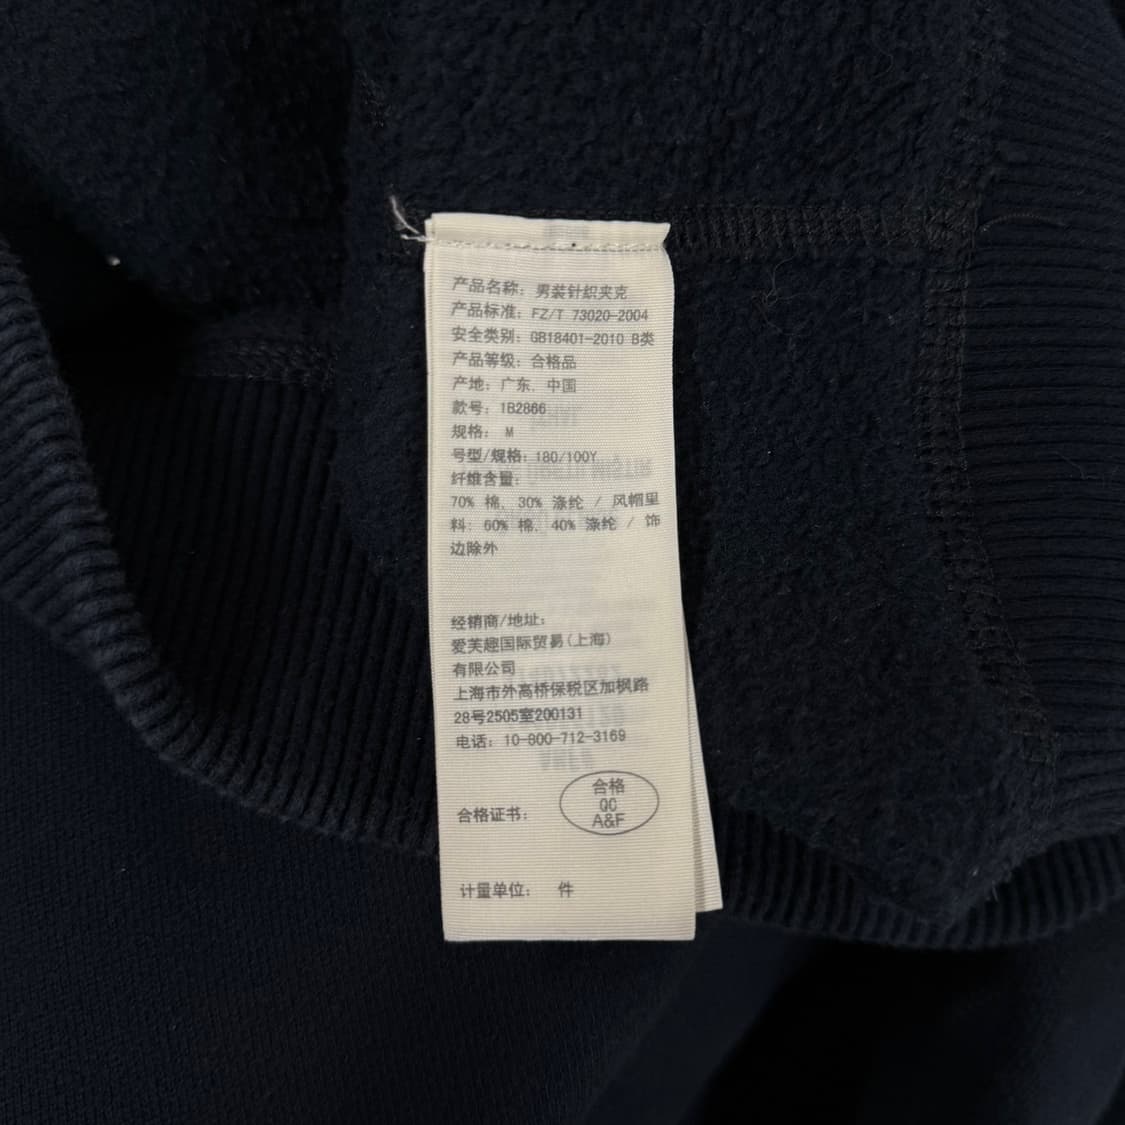 产品名称: 男装针织夹克
产品标准: FZ/T 73020-2004
安全类别: GB18401-2010 B类
产品等级: 合格品
产地: 广东, 中国
款号: 1B2866
规格: M
号型/规格: 180/100Y
纤维含量:
70% 棉, 30% 涤纶 / 风帽里
料: 60% 棉, 40% 涤纶 / 饰
边除外
经销商/地址:
爱芙趣国际贸易(上海)
有限公司
上海市外高桥保税区加枫路
28号2505室200131
电话: 10-800-712-3169
合格
QC
A&F
合格证书:
计量单位: 件